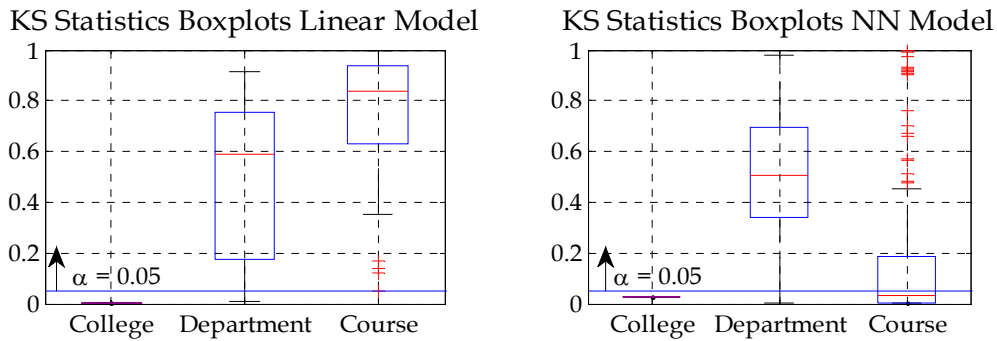 KS Statistics Boxplots Linear Model
1
0.8
0.6
0.4
0.2
0
α = 0.05
College Department Course
KS Statistics Boxplots NN Model
1
0.8
0.6
0.4
0.2
0
α = 0.05
College Department Course